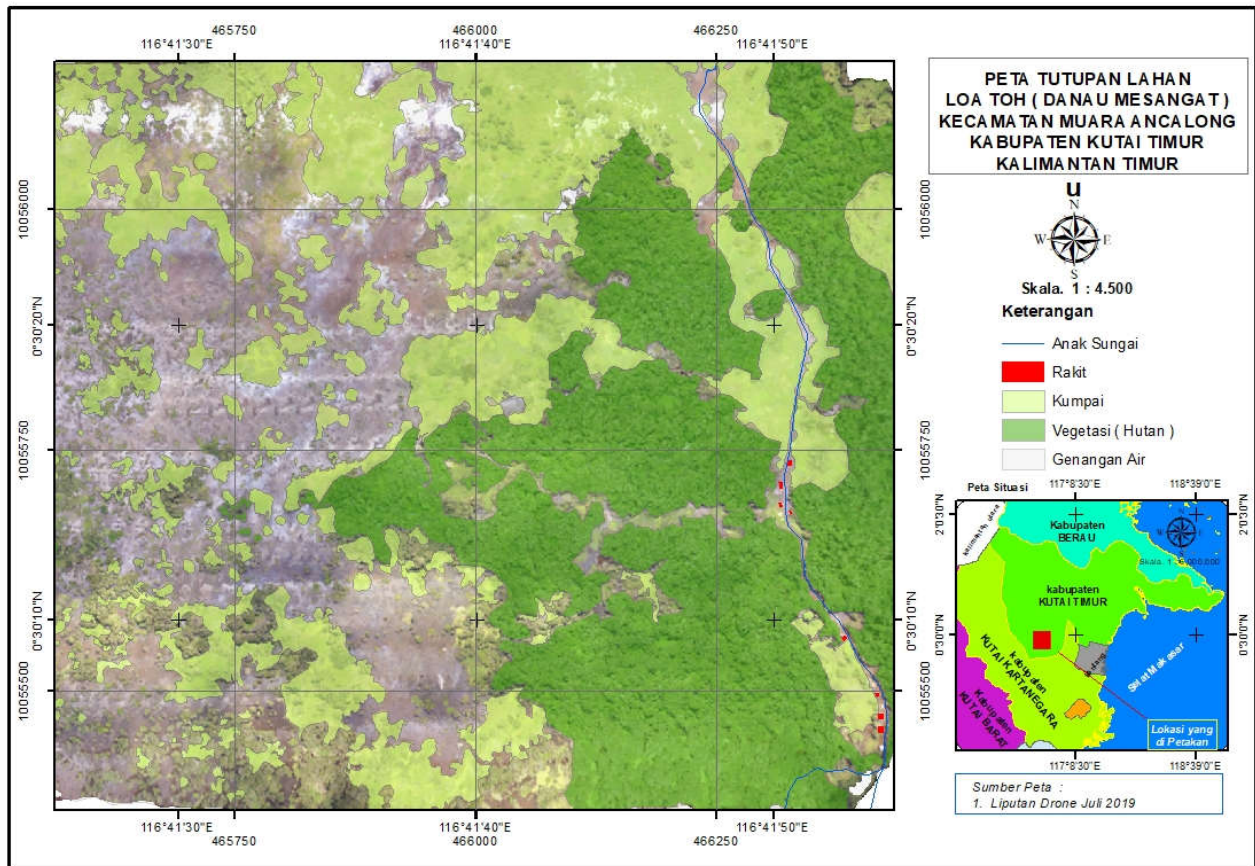 465750
466000
466250
116°41'30"E
116°41'40"E
116°41'50"E
PETA TUTUPAN LAHAN
LOA TOH ( DANAU MESANGAT )
KECAMATAN MUARA ANCALONG
KABUPATEN KUTAI TIMUR
KALIMANTAN TIMUR
u
N
W
E
S
Skala. 1 : 4.500
Keterangan
Anak Sungai
Rakit
Kumpai
Vegetasi ( Hutan )
Genangan Air
10056000
10056000
0°30'20"N
0°30'20"N
10055750
10055750
0°30'10"N
0°30'10"N
10055500
10055500
Peta Situasi
117°8'30"E
118°39'0"E
2°0'30"N
2°0'30"N
Kabupaten
BERAU
kabupaten
KUTAI TIMUR
0°30'0"N
0°30'0"N
kabupaten
KUTAI KARTANEGARA
Kabupaten
KUTAI BARAT
Selat Makasar
Lokasi yang
di Petakan
117°8'30"E
118°39'0"E
Sumber Peta :
1. Liputan Drone Juli 2019
116°41'30"E
116°41'40"E
116°41'50"E
465750
466000
466250